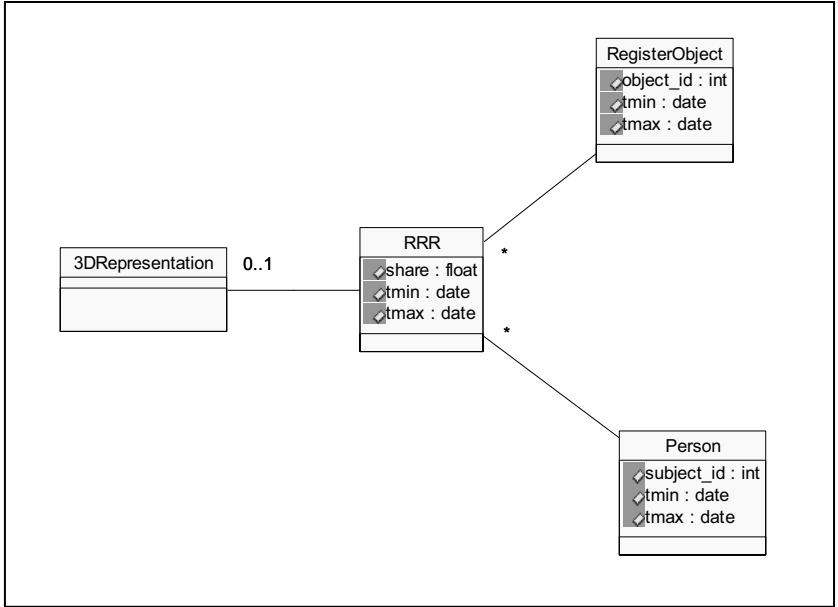 RegisterObject
object_id : int
tmin : date
tmax : date
3DRepresentation
0..1
RRR
share : float
tmin : date
tmax : date
*
*
Person
subject_id : int
tmin : date
tmax : date